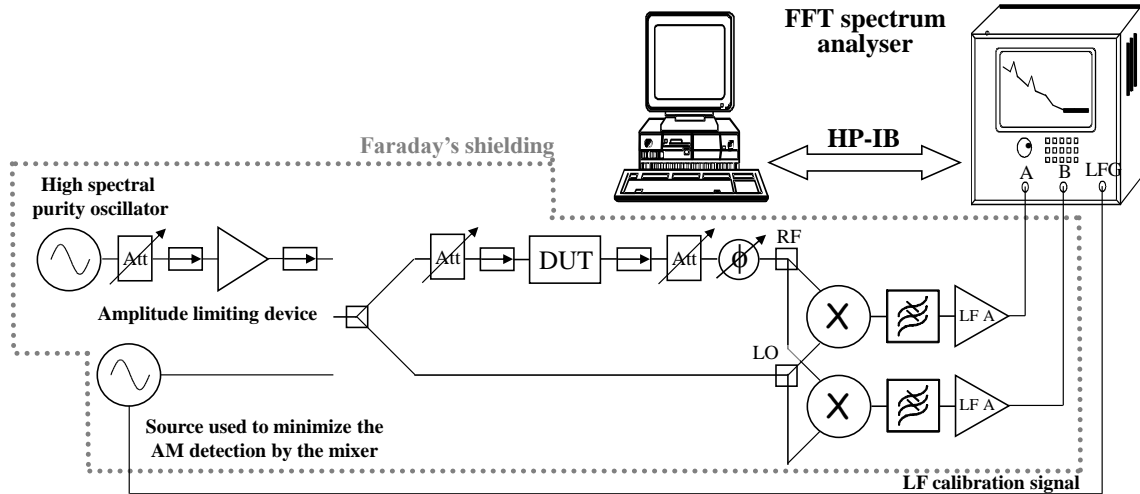 FFT spectrum
analyser
HP-IB
A B LFG
Faraday's shielding
High spectral
purity oscillator
Att
Att
DUT
Att
ϕ
RF
X
LF A
Amplitude limiting device
LO
X
LF A
Source used to minimize the
AM detection by the mixer
LF calibration signal